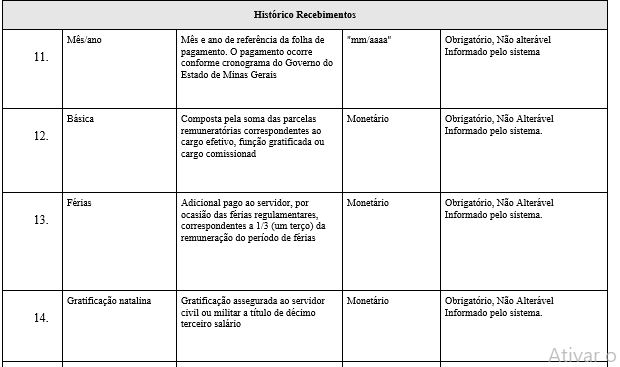 Histórico Recebimentos
11.
Mês/ano
Mês e ano de referência da folha de
pagamento. O pagamento ocorre
conforme cronograma do Governo do
Estado de Minas Gerais
"mm/aaaa"
Obrigatório, Não alterável
Informado pelo sistema
12.
Básica
Composta pela soma das parcelas
remuneratórias correspondentes ao
cargo efetivo, função gratificada ou
cargo comissionad
Monetário
Obrigatório, Não Alterável
Informado pelo sistema.
13.
Férias
Adicional pago ao servidor, por
ocasião das férias regulamentares,
correspondentes a 1/3 (um terço) da
remuneração do período de férias
Monetário
Obrigatório, Não Alterável
Informado pelo sistema.
14.
Gratificação natalina
Gratificação assegurada ao servidor
civil ou militar a título de décimo
terceiro salário
Monetário
Obrigatório, Não Alterável
Informado pelo sistema.
Ativar o